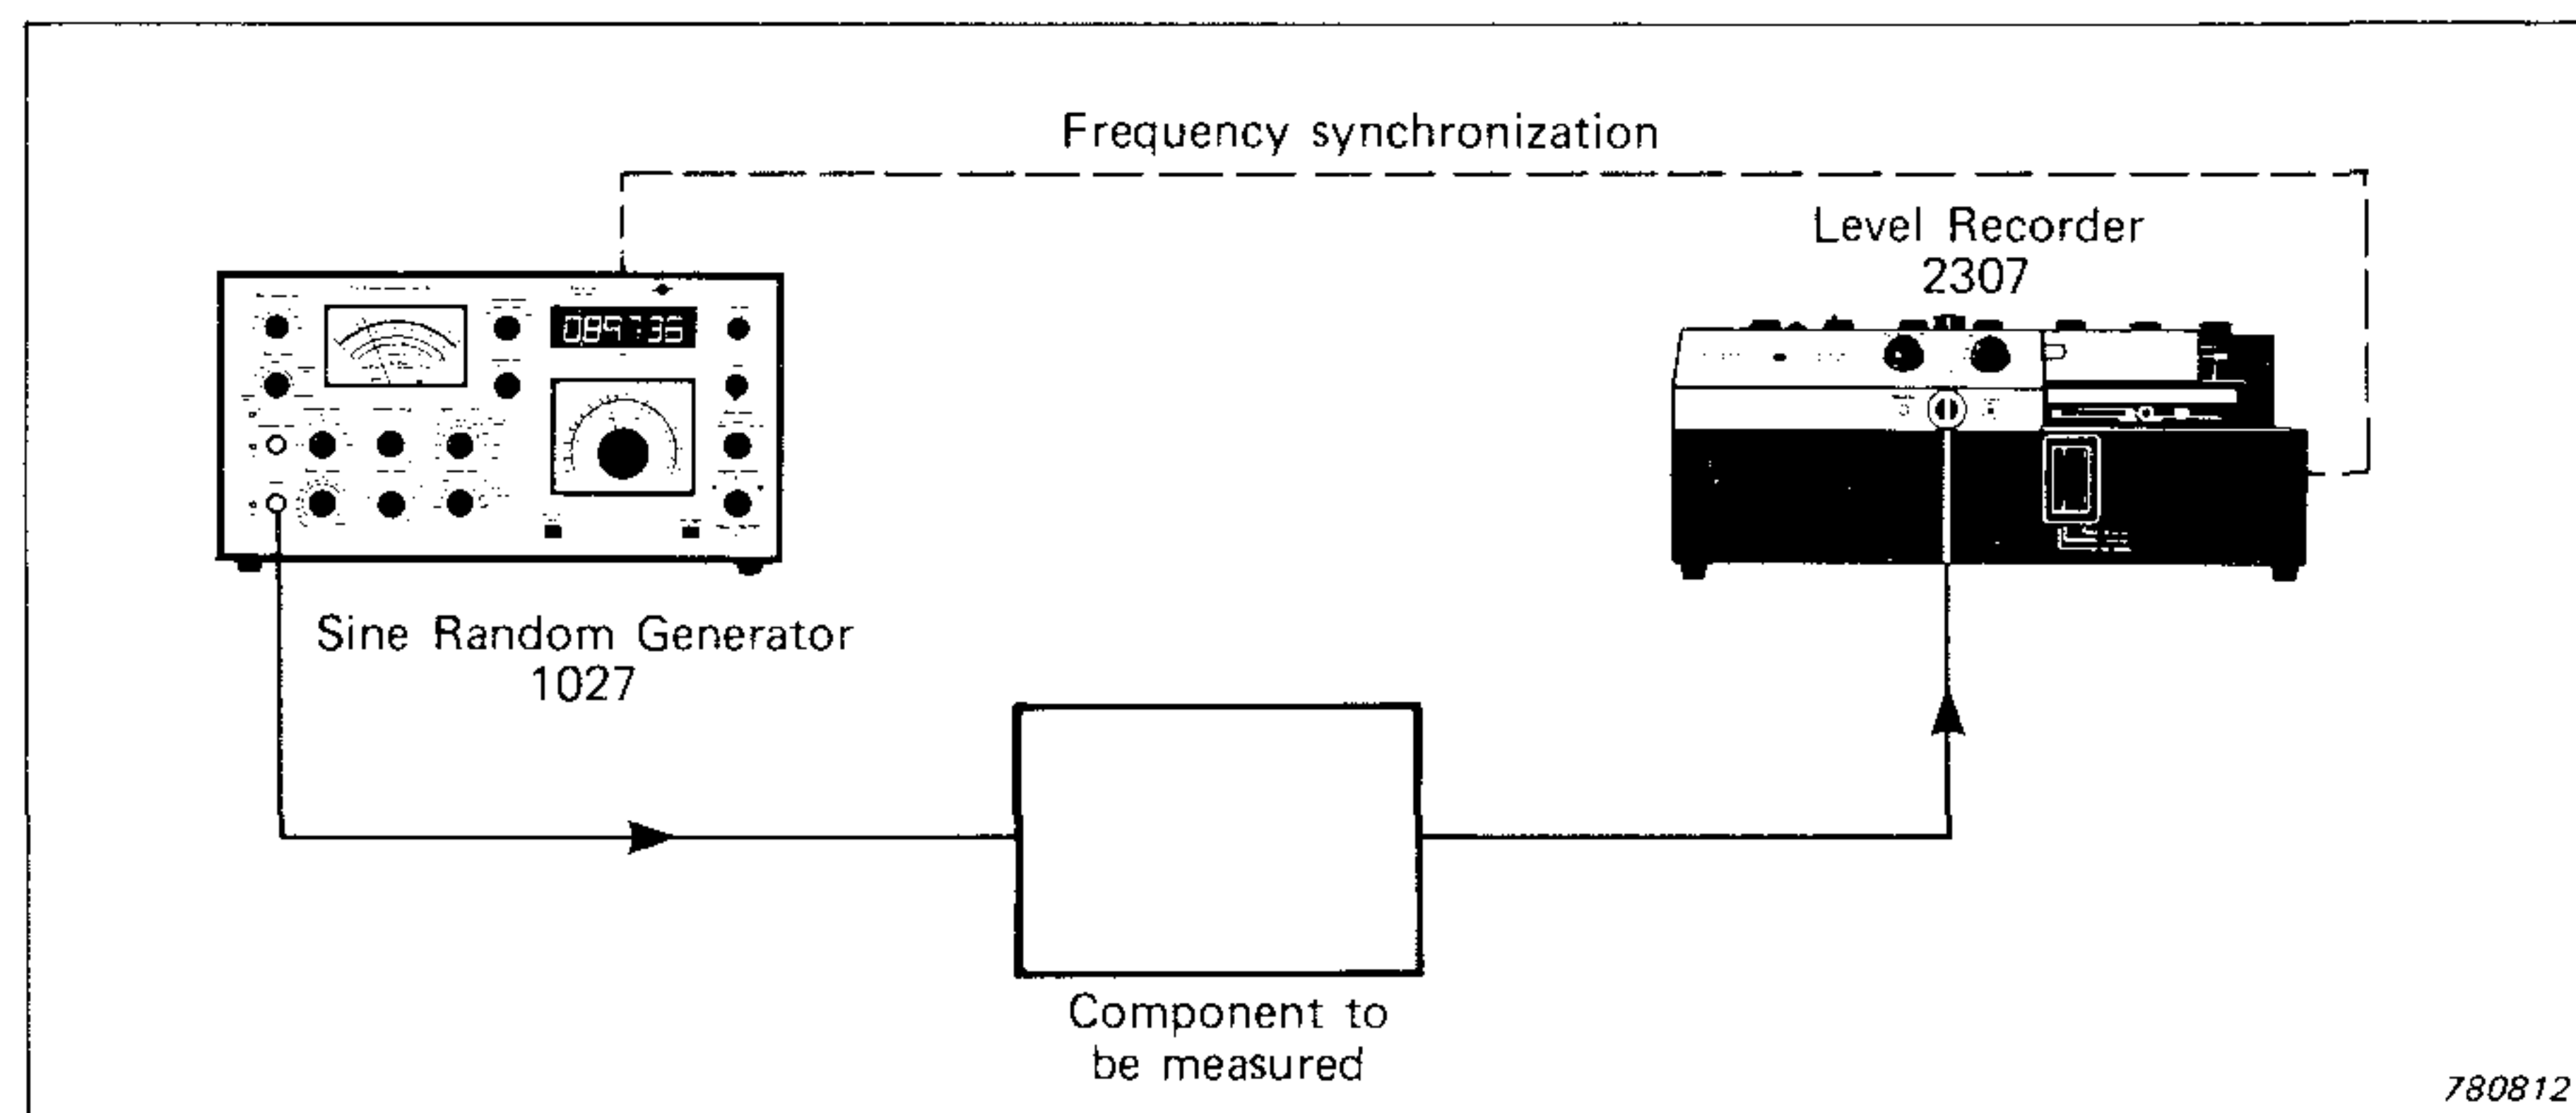 Frequency synchronization
Level Recorder
2307
Sine Random Generator
1027
Component to
be measured
780812